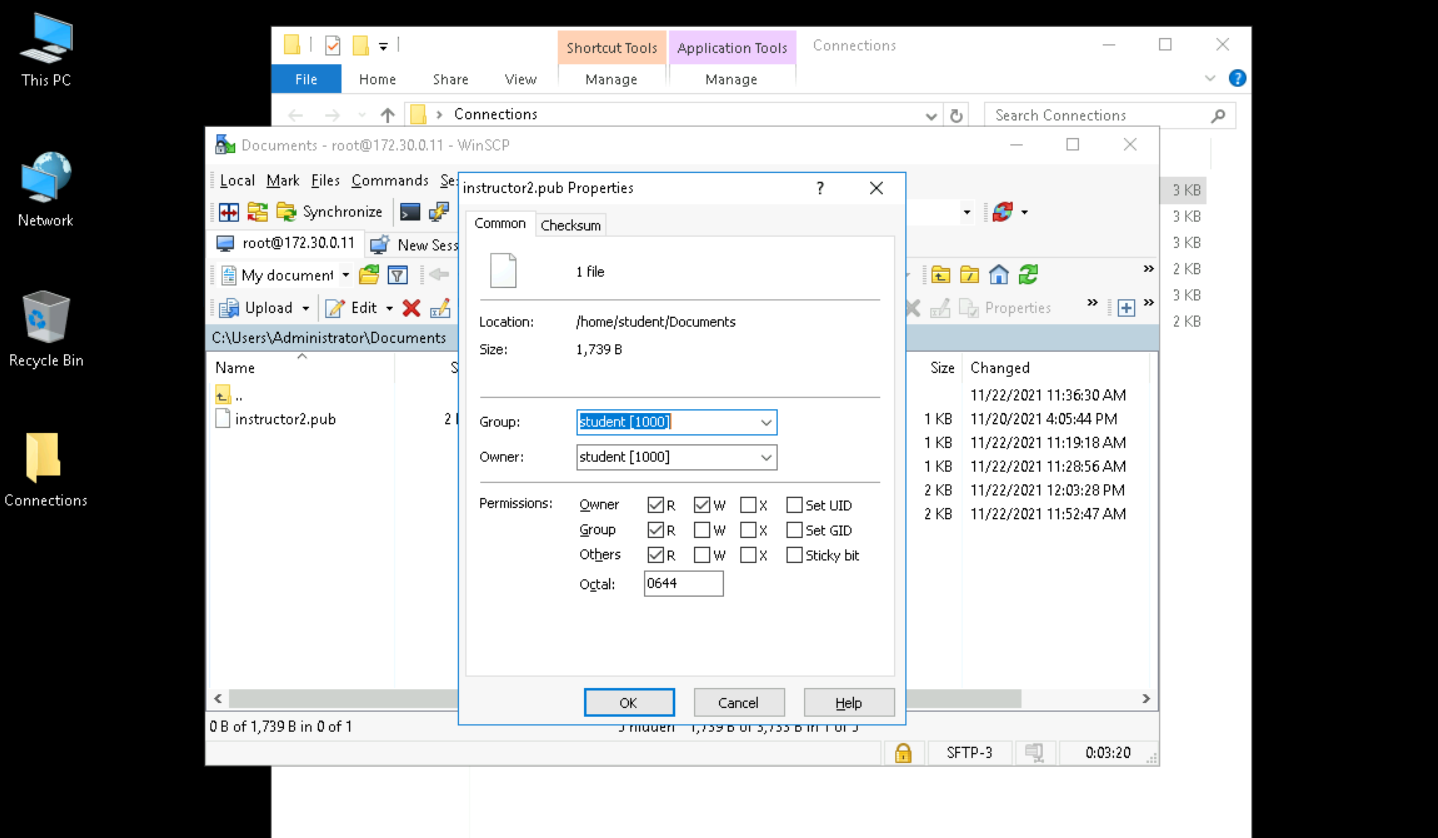 This PC
Network
Recycle Bin
Connections
Shortcut Tools
Application Tools
Connections
File
Home
Share
View
Manage
Manage
?
Connections
Search Connections
3 KB
3 KB
3 KB
2 KB
3 KB
2 KB
Documents - root@172.30.0.11 - WinSCP
Local Mark Files Commands
Synchronize
root@172.30.0.11
New Sess
My document
Upload
Edit
Properties
C:\Users\Administrator\Documents
Name
..
instructor2.pub
2
Size
Changed
11/22/2021 11:36:30 AM
1 KB 11/20/2021 4:05:44 PM
1 KB 11/22/2021 11:19:18 AM
1 KB 11/22/2021 11:28:56 AM
2 KB 11/22/2021 12:03:28 PM
2 KB 11/22/2021 11:52:47 AM
instructor2.pub Properties
?
Common
Checksum
1 file
Location: /home/student/Documents
Size: 1,739 B
Group: student [1000]
Owner: student [1000]
Permissions: Owner R W X Set UID
Group R W X Set GID
Others R W X Sticky bit
Octal: 0644
OK
Cancel
Help
0 B of 1,739 B in 0 of 1
SFTP-3
0:03:20